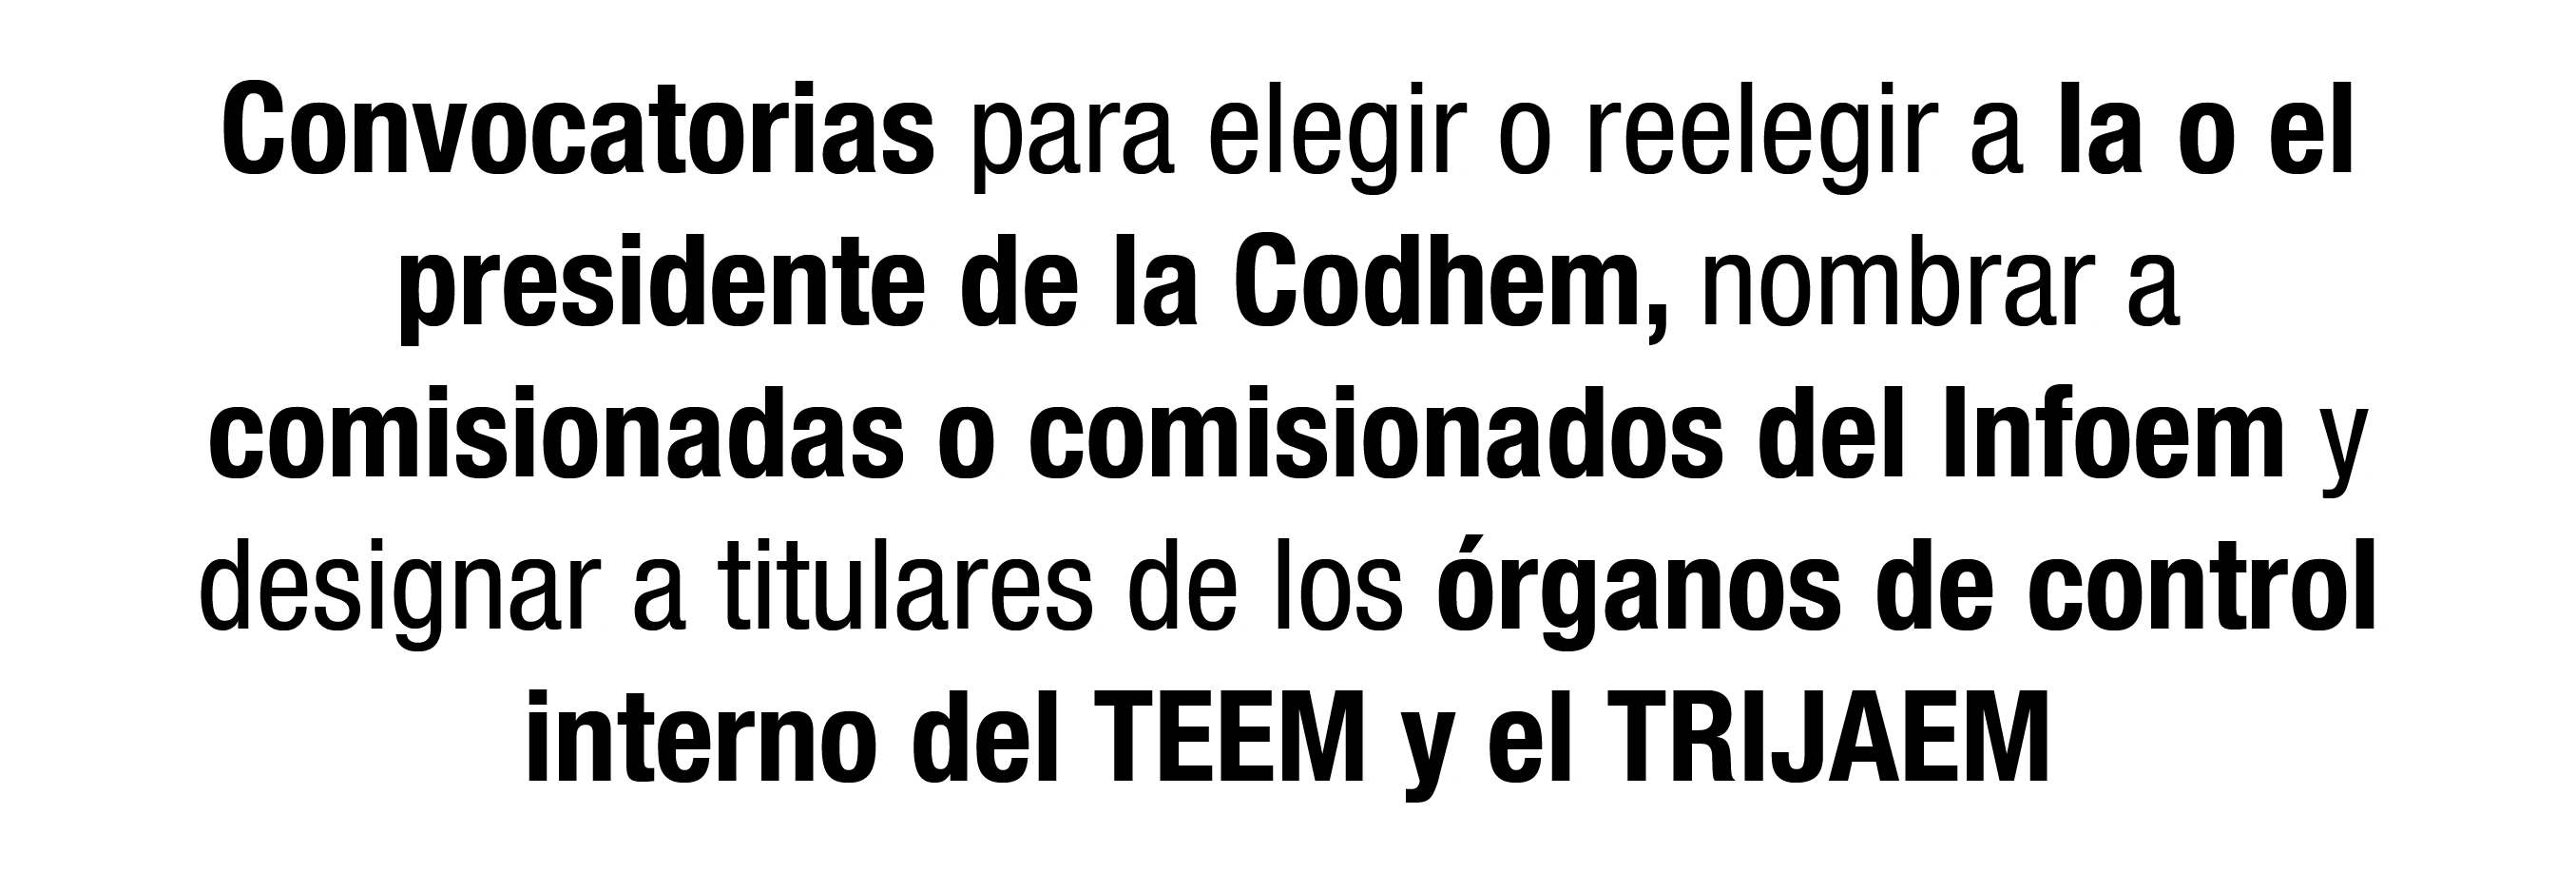 Convocatorias para elegir o reelegir a la o el
presidente de la Codhem, nombrar a
comisionadas o comisionados del Infoem y
designar a titulares de los órganos de control
interno del TEEM y el TRIJAEM